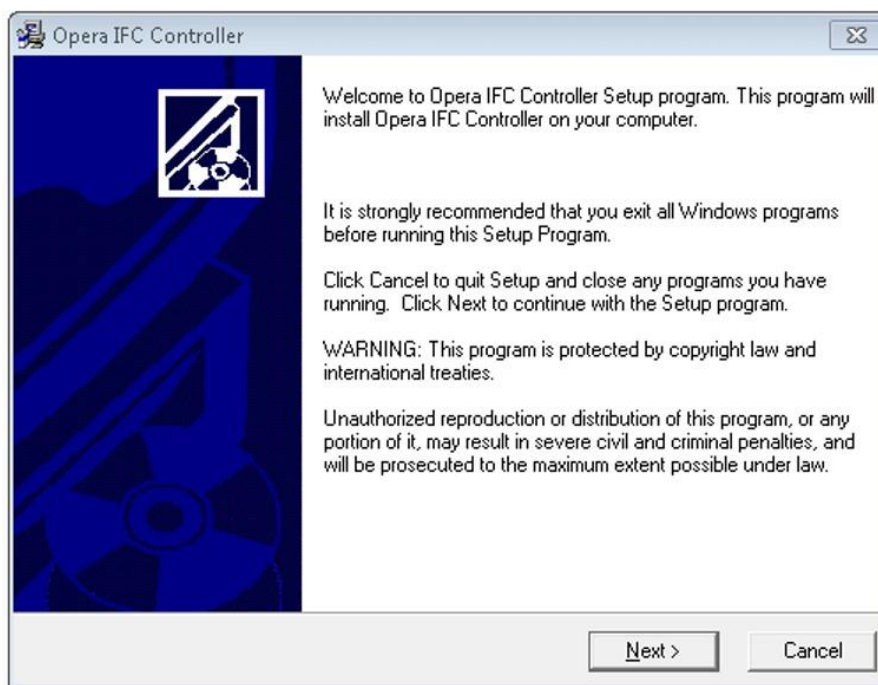 Opera IFC Controller
Welcome to Opera IFC Controller Setup program. This program will
install Opera IFC Controller on your computer.
It is strongly recommended that you exit all Windows programs
before running this Setup Program.
Click Cancel to quit Setup and close any programs you have
running. Click Next to continue with the Setup program.
WARNING: This program is protected by copyright law and
international treaties.
Unauthorized reproduction or distribution of this program, or any
portion of it, may result in severe civil and criminal penalties, and
will be prosecuted to the maximum extent possible under law.
Next >
Cancel